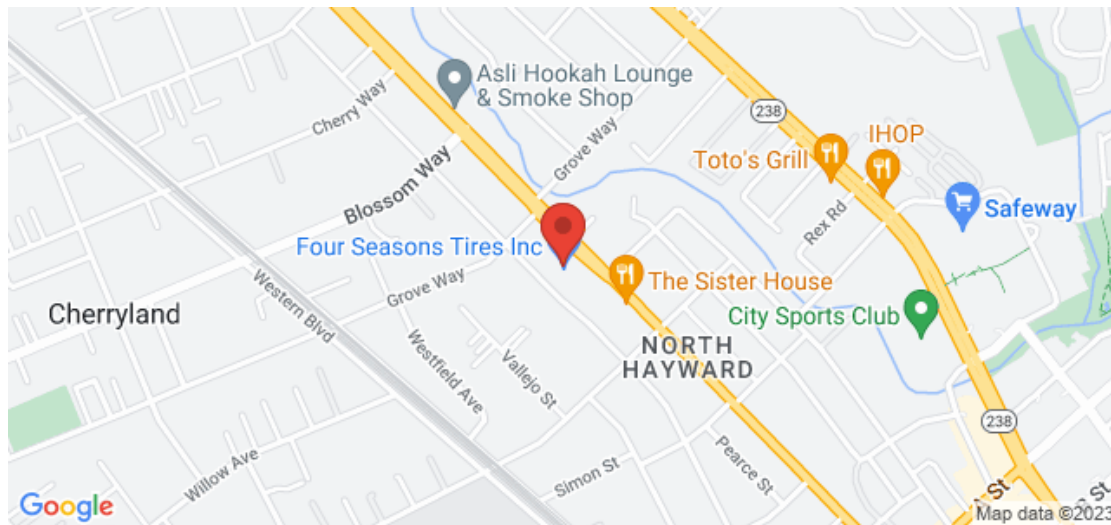 Asli Hookah Lounge
& Smoke Shop
Cherry Way
238
IHOP
Grove Way
Toto's Grill
Blossom Way
Safeway
Rex Rd
Four Seasons Tires Inc
The Sister House
Grove Way
Western Blvd
Cherryland
City Sports Club
NORTH
HAYWARD
Westfield Ave
Vallejo St
238
Pearce St
Simon St
Willow Ave
Google
St
St
Map data ©2023